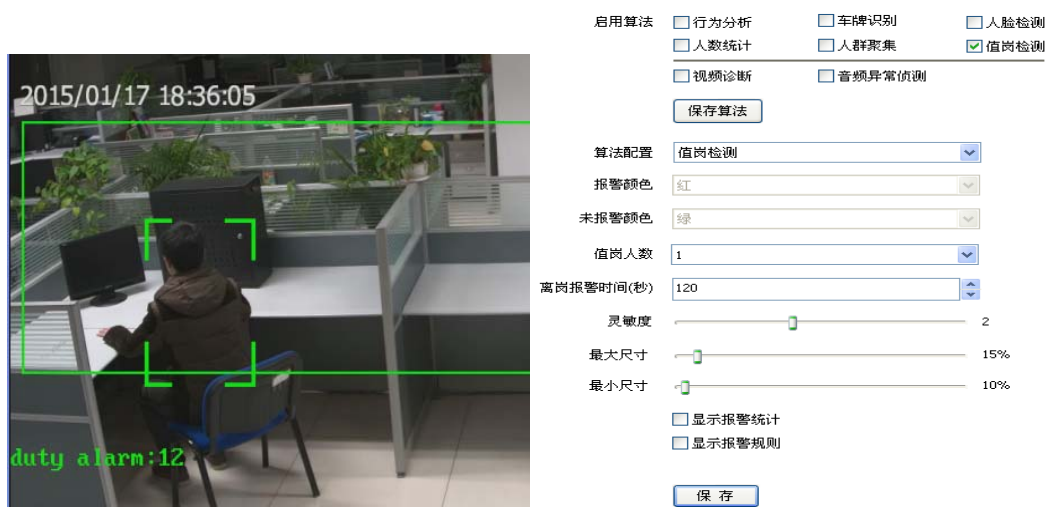 2015/01/17 18:36:05
duty alarm:12
启用算法 行为分析 车牌识别 人脸检测
人数统计 人群聚集 值岗检测
视频诊断 音频异常侦测
保存算法
算法配置 值岗检测
报警颜色 红
未报警颜色 绿
值岗人数 1
离岗报警时间(秒) 120
灵敏度 2
最大尺寸 15%
最小尺寸 10%
显示报警统计
显示报警规则
保 存